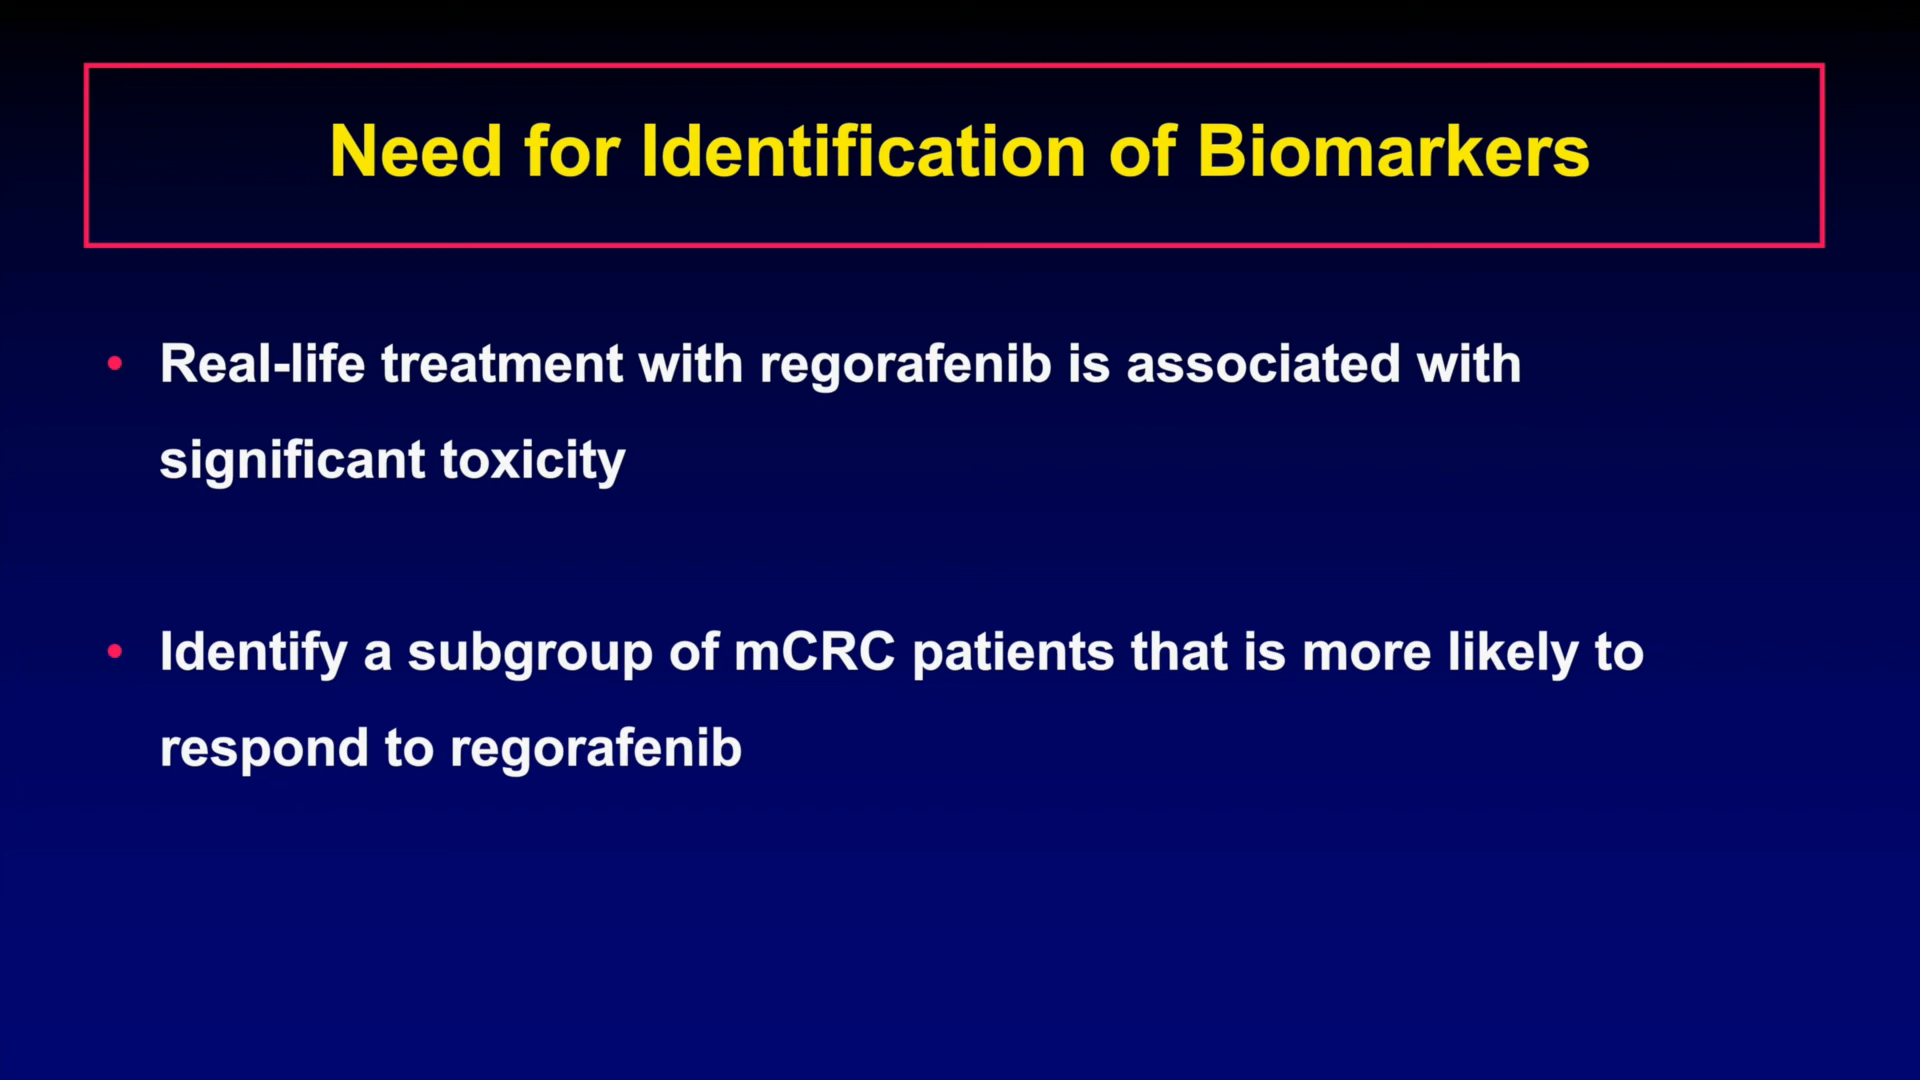 Need for Identification of Biomarkers
• Real-life treatment with regorafenib is associated with
significant toxicity
• Identify a subgroup of mCRC patients that is more likely to
respond to regorafenib